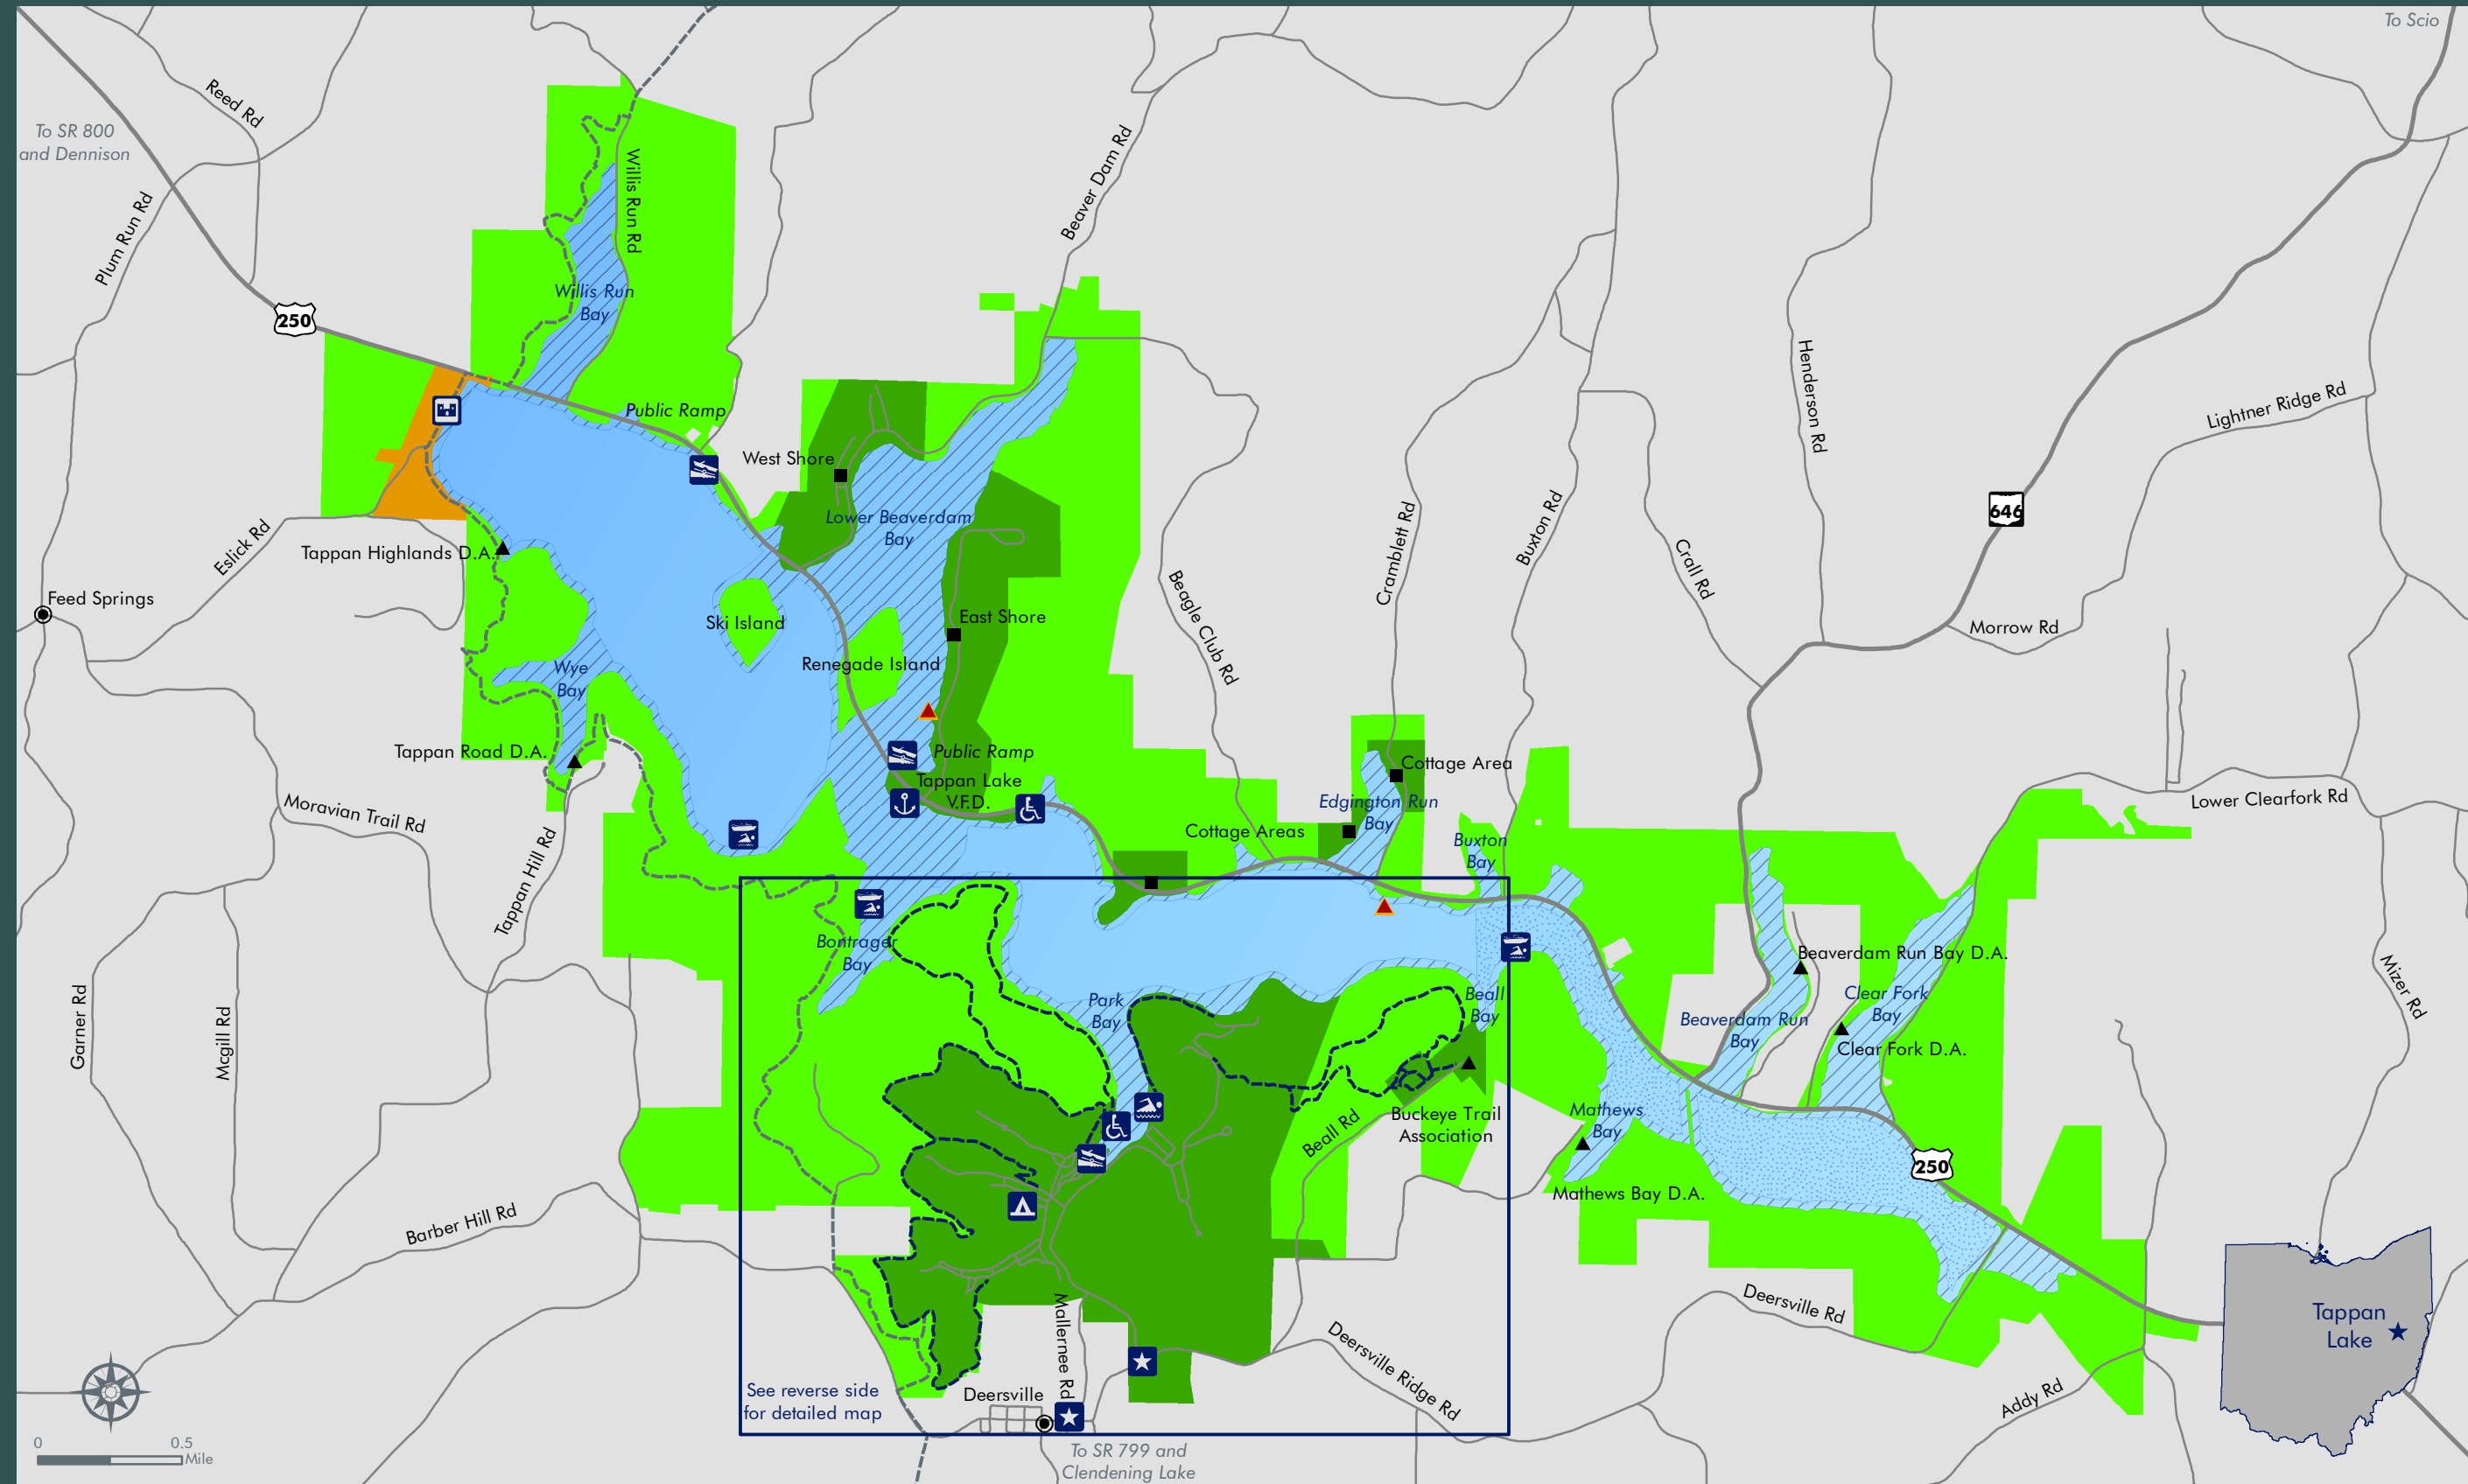 To Scio
Reed Rd
To SR 800
and Dennison
Willis Run Rd
Beaver Dam Rd
Plum Run Rd
Willis Run
Bay
250
Henderson Rd
Public Ramp
Lightner Ridge Rd
West Shore
646
Lower Beaverdam
Bay
Eslick Rd
Tappan Highlands D.A.
Cramblett Rd
Buxton Rd
Crall Rd
Feed Springs
Ski Island
East Shore
Beagle Club Rd
Morrow Rd
Renegade Island
Wye
Bay
Tappan Road D.A.
Public Ramp
Tappan Lake
V.F.D.
Cottage Area
Edgington Run
Bay
Lower Clearfork Rd
Moravian Trail Rd
Cottage Areas
Buxton
Bay
Tappan Hill Rd
Bontrager
Bay
Beaverdam Run Bay D.A.
Park
Bay
Beall
Bay
Clear Fork
Bay
Mizer Rd
Garner Rd
Mcgill Rd
Beaverdam Run
Bay
Clear Fork D.A.
Mathews
Bay
Buckeye Trail
Association
Beall Rd
250
Mathews Bay D.A.
Barber Hill Rd
Mallernee Rd
Deersville Rd
Tappan
Lake
Deersville Ridge Rd
See reverse side
for detailed map
Deersville
Addy Rd
0
0.5
Mile
To SR 799 and
Clendening Lake